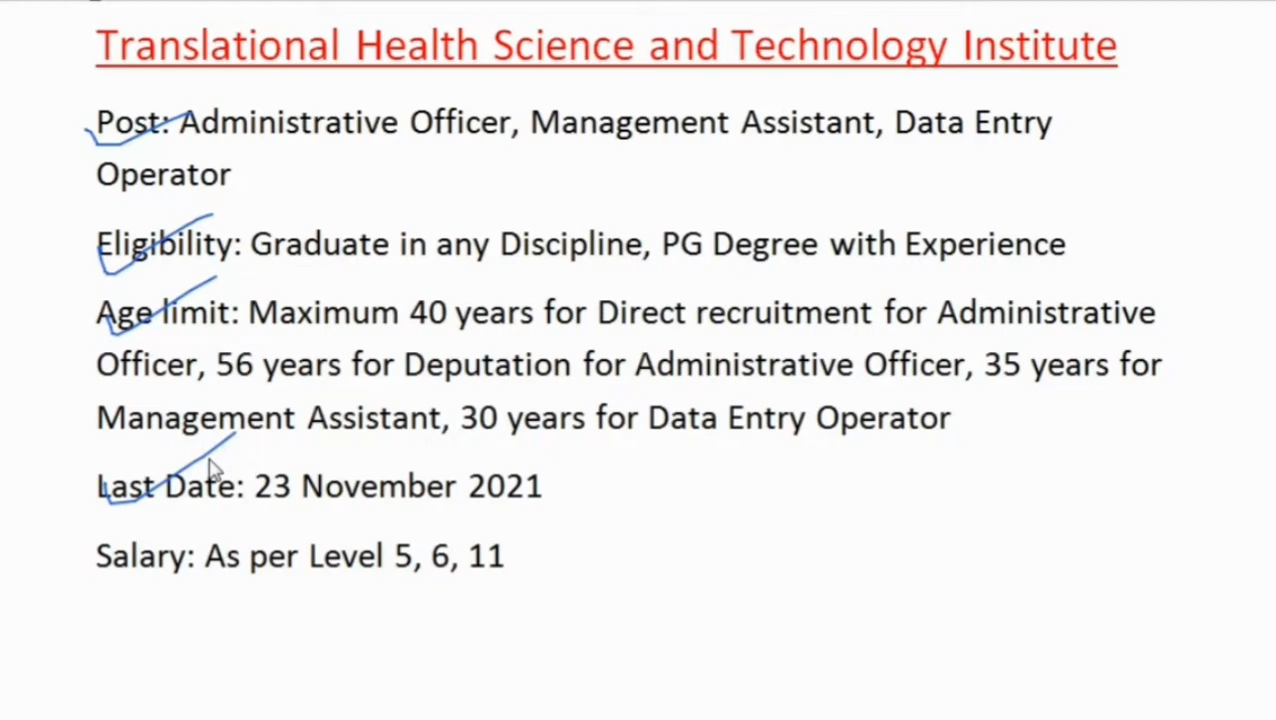 Translational Health Science and Technology Institute
Post: Administrative Officer, Management Assistant, Data Entry
Operator
Eligibility: Graduate in any Discipline, PG Degree with Experience
Age limit: Maximum 40 years for Direct recruitment for Administrative
Officer, 56 years for Deputation for Administrative Officer, 35 years for
Management Assistant, 30 years for Data Entry Operator
Last Date: 23 November 2021
Salary: As per Level 5, 6, 11